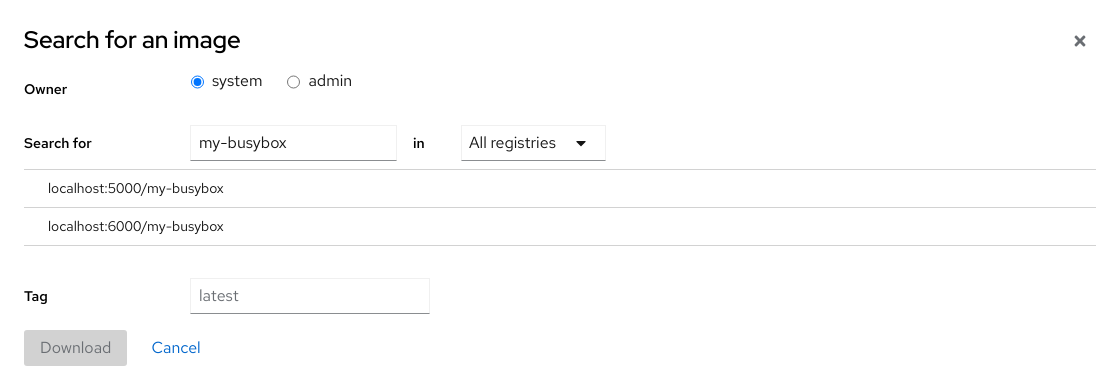 Search for an image
Owner system admin
Search for my-busybox in All registries
localhost:5000/my-busybox
localhost:6000/my-busybox
Tag latest
Download Cancel